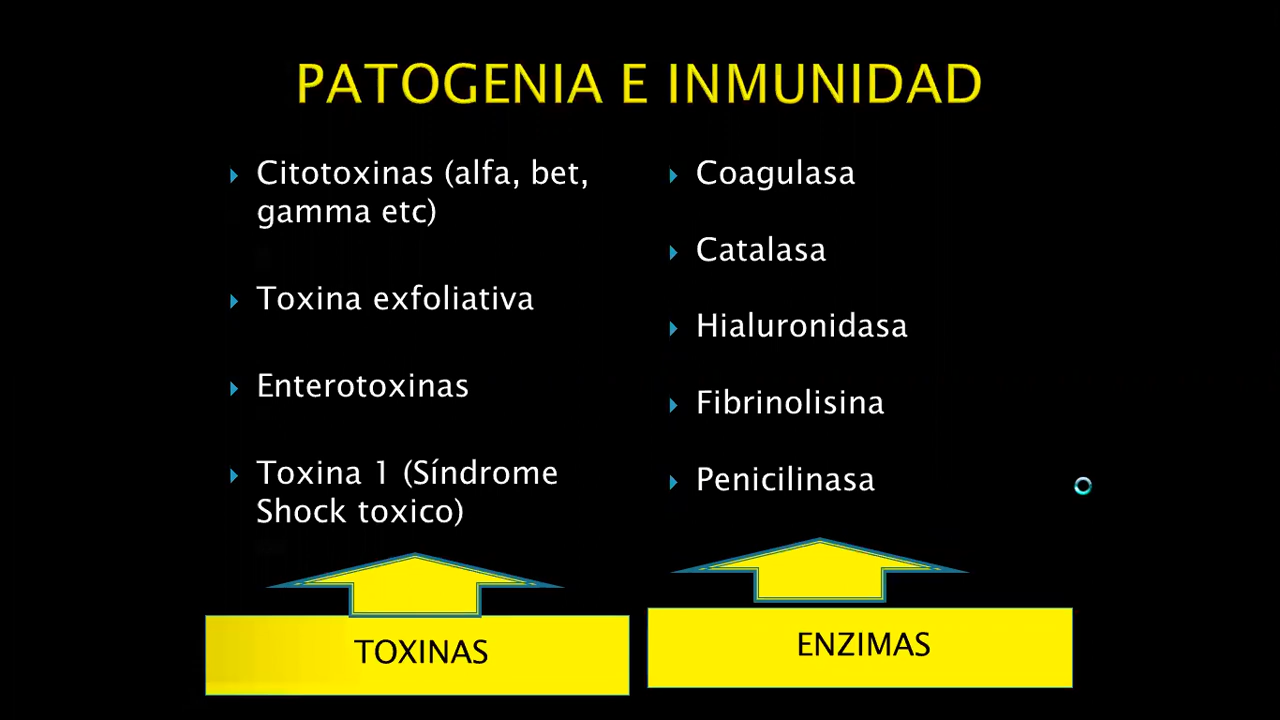 PATOGENIA E INMUNIDAD
Citotoxinas (alfa, bet,
gamma etc)
Toxina exfoliativa
Enterotoxinas
Toxina 1 (Síndrome
Shock toxico)
TOXINAS
Coagulasa
Catalasa
Hialuronidasa
Fibrinolisina
Penicilinasa
ENZIMAS